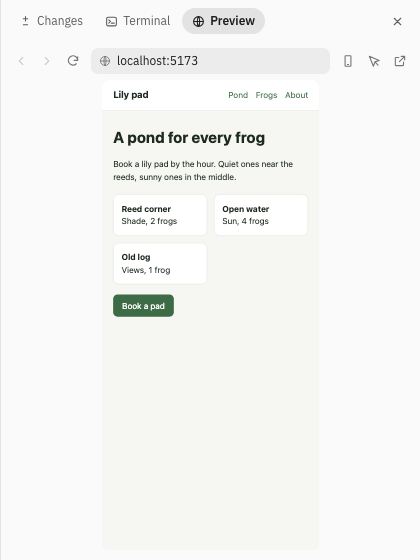 Changes
Terminal
Preview
localhost:5173
Lily pad
Pond
Frogs
About
A pond for every frog
Book a lily pad by the hour. Quiet ones near the
reeds, sunny ones in the middle.
Reed corner
Shade, 2 frogs
Open water
Sun, 4 frogs
Old log
Views, 1 frog
Book a pad